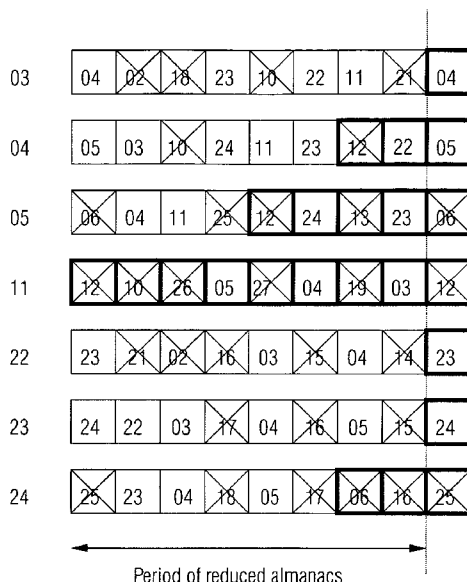 03 04 02 18 23 10 22 11 21 04
04 05 03 10 24 11 23 12 22 05
05 06 04 11 25 12 24 13 23 06
11 12 10 26 05 27 04 19 03 12
22 23 21 02 16 03 15 04 14 23
23 24 22 03 17 04 16 05 15 24
24 25 23 04 18 05 17 06 16 25
Period of reduced almanacs